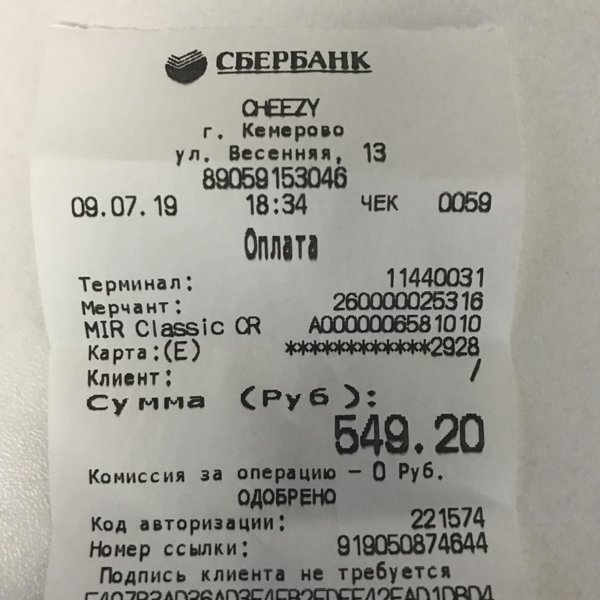 СБЕРБАНК
CHEEZY
г. Кемерово
ул. Весенняя, 13
89059153046
09.07.19 18:34 ЧЕК 0059
Оплата
Терминал: 11440031
Мерчант: 260000025316
MIR Classic CR A0000006581010
Карта:(E) ************2928
Клиент: /
Сумма (Руб):
549.20
Комиссия за операцию – 0 Руб.
ОДОБРЕНО
Код авторизации: 221574
Номер ссылки: 919050874644
Подпись клиента не требуется